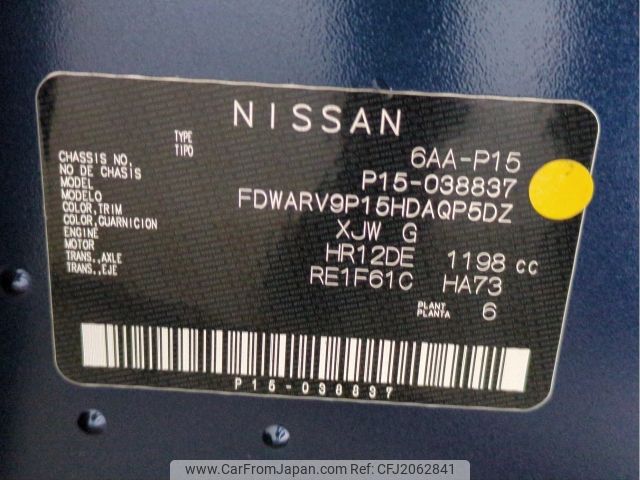 NISSAN
TYPE
TIPO
6AA-P15
CHASSIS NO.
NO DE CHASIS
P15-038837
MODEL
MODELO
FDWARV9P15HDAQP5DZ
COLOR,TRIM
COLOR,GUARNICION
XJW G
ENGINE
MOTOR
HR12DE 1198 CC
TRANS.,AXLE
TRANS.,EJE
RE1F61C HA73
PLANT
PLANTA
6
P15-038837
www.CarFromJapan.com | Ref No: CFJ2062841